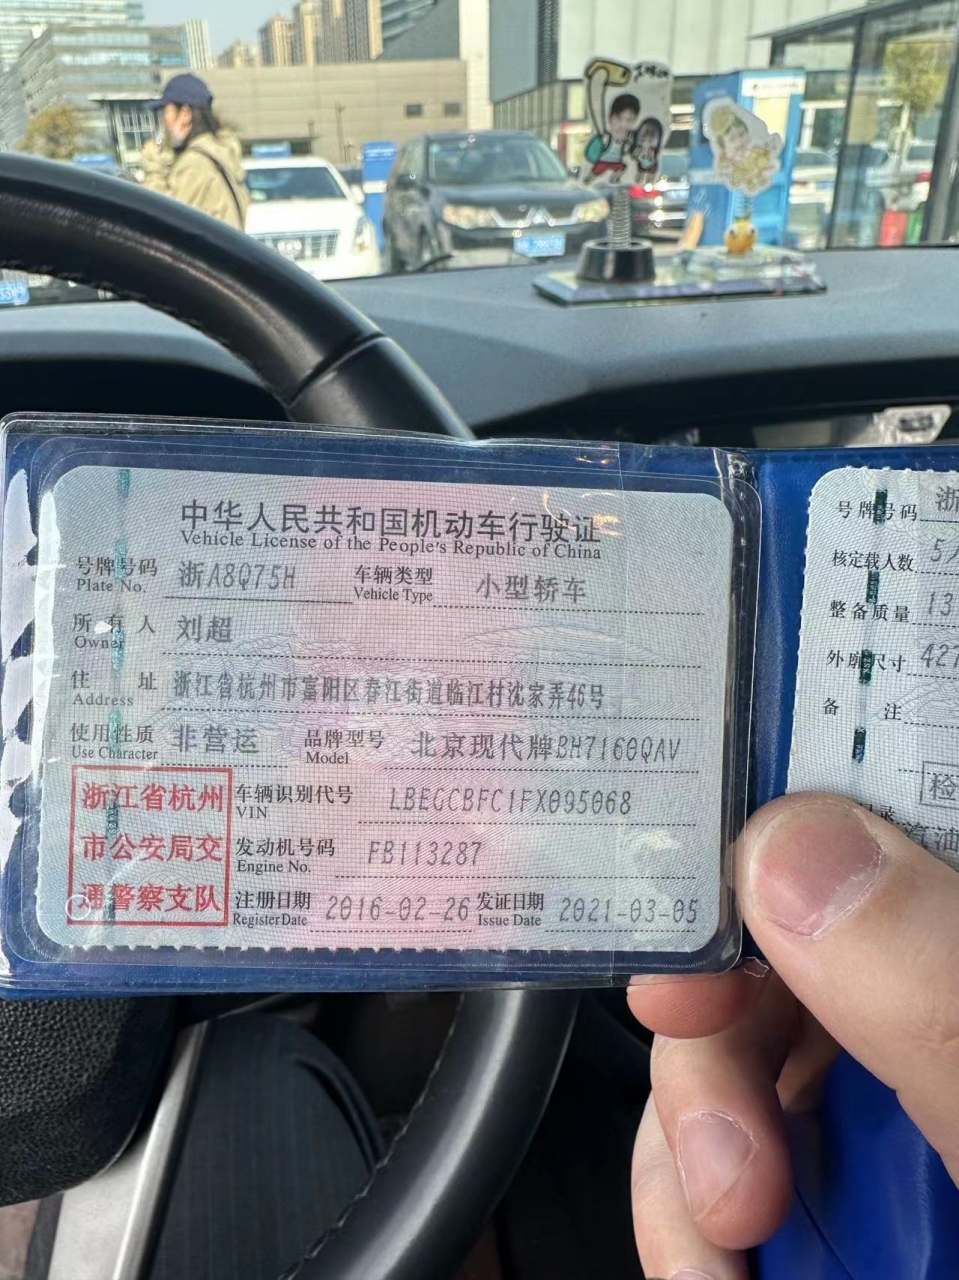 中华人民共和国机动车行驶证
Vehicle License of the People's Republic of China
号牌号码 浙A8Q75H 车辆类型 小型轿车
Plate No. Vehicle Type
所有人 刘超
Owner
住址 浙江省杭州市富阳区春江街道临江村沈家弄46号
Address
使用性质 非营运 品牌型号 北京现代牌BH7160QAV
Use Character Model
浙江省杭州
市公安局交
通警察支队
车辆识别代号 LBEGCBFC1FX095068
VIN
发动机号码 FB113287
Engine No.
注册日期 2016-02-26 发证日期 2021-03-05
Register Date Issue Date
号牌号码 浙
核定载人数 5
整备质量 13
外廓尺寸 427
备注
检
汽油